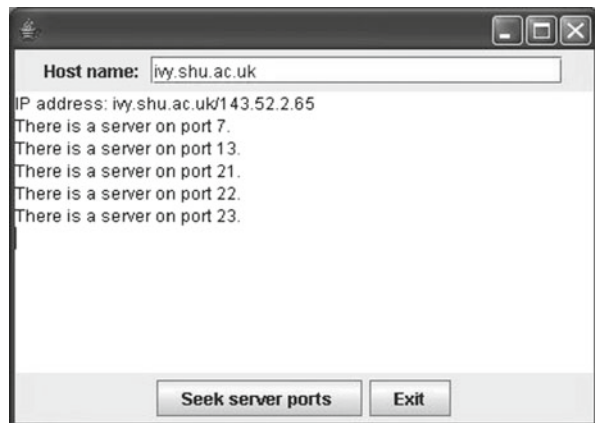 Host name: ivy.shu.ac.uk
IP address: ivy.shu.ac.uk/143.52.2.65
There is a server on port 7.
There is a server on port 13.
There is a server on port 21.
There is a server on port 22.
There is a server on port 23.
Seek server ports Exit